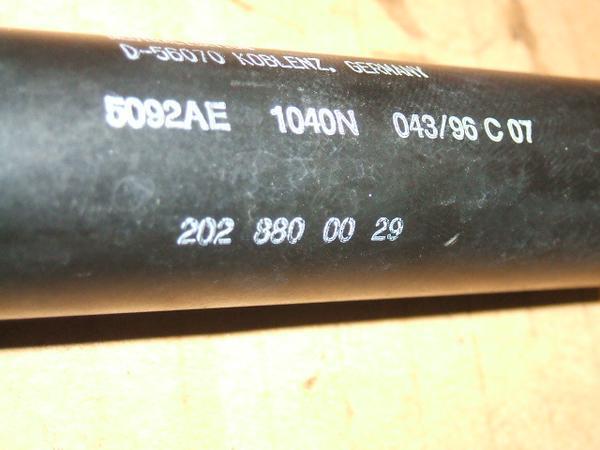 D-56070 KOBLENZ, GERMANY
5092AE 1040N 043/96 C 07
202 880 00 29